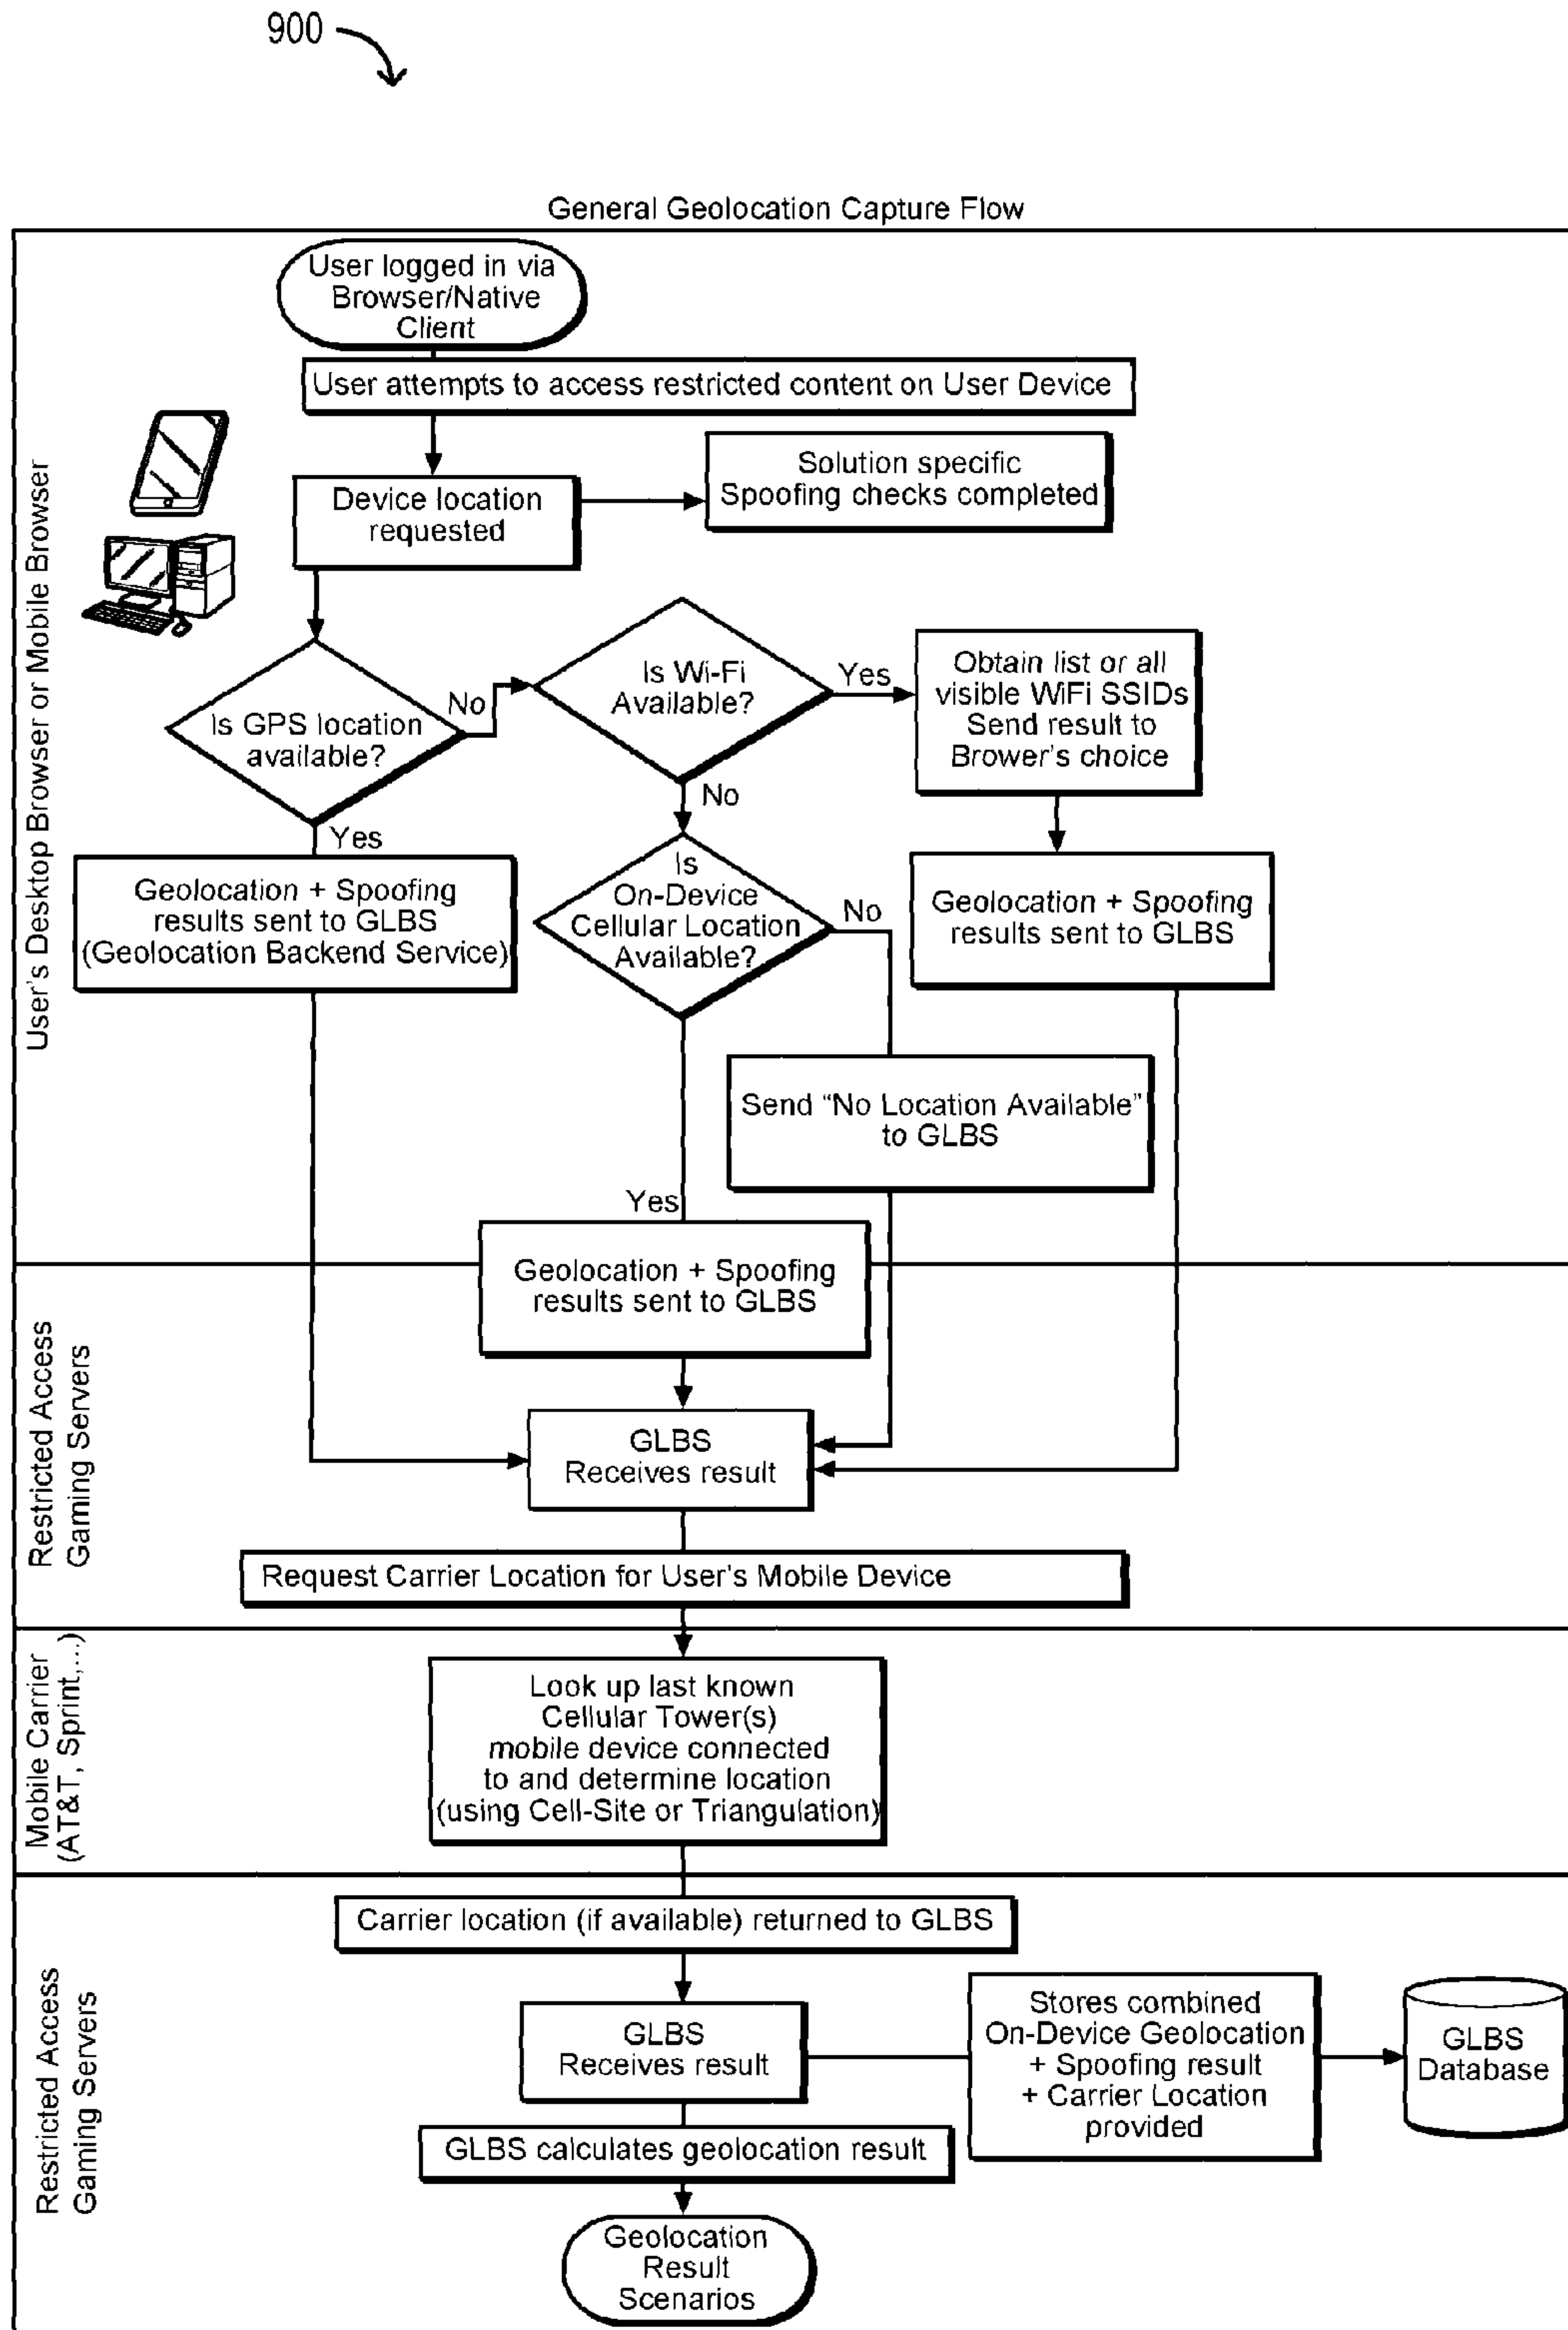 900
General Geolocation Capture Flow
User's Desktop Browser or Mobile Browser
User logged in via
Browser/Native
Client
User attempts to access restricted content on User Device
Device location
requested
Solution specific
Spoofing checks completed
Is GPS location
available?
No
Is Wi-Fi
Available?
Yes
Obtain list or all
visible WiFi SSIDs
Send result to
Brower's choice
Yes
No
Geolocation + Spoofing
results sent to GLBS
(Geolocation Backend Service)
Is
On-Device
Cellular Location
Available?
No
Geolocation + Spoofing
results sent to GLBS
Send “No Location Available”
to GLBS
Yes
Geolocation + Spoofing
results sent to GLBS
Restricted Access
Gaming Servers
GLBS
Receives result
Request Carrier Location for User's Mobile Device
Mobile Carrier
(AT&T, Sprint,...)
Look up last known
Cellular Tower(s)
mobile device connected
to and determine location
(using Cell-Site or Triangulation)
Restricted Access
Gaming Servers
Carrier location (if available) returned to GLBS
GLBS
Receives result
Stores combined
On-Device Geolocation
+ Spoofing result
+ Carrier Location
provided
GLBS
Database
GLBS calculates geolocation result
Geolocation
Result
Scenarios